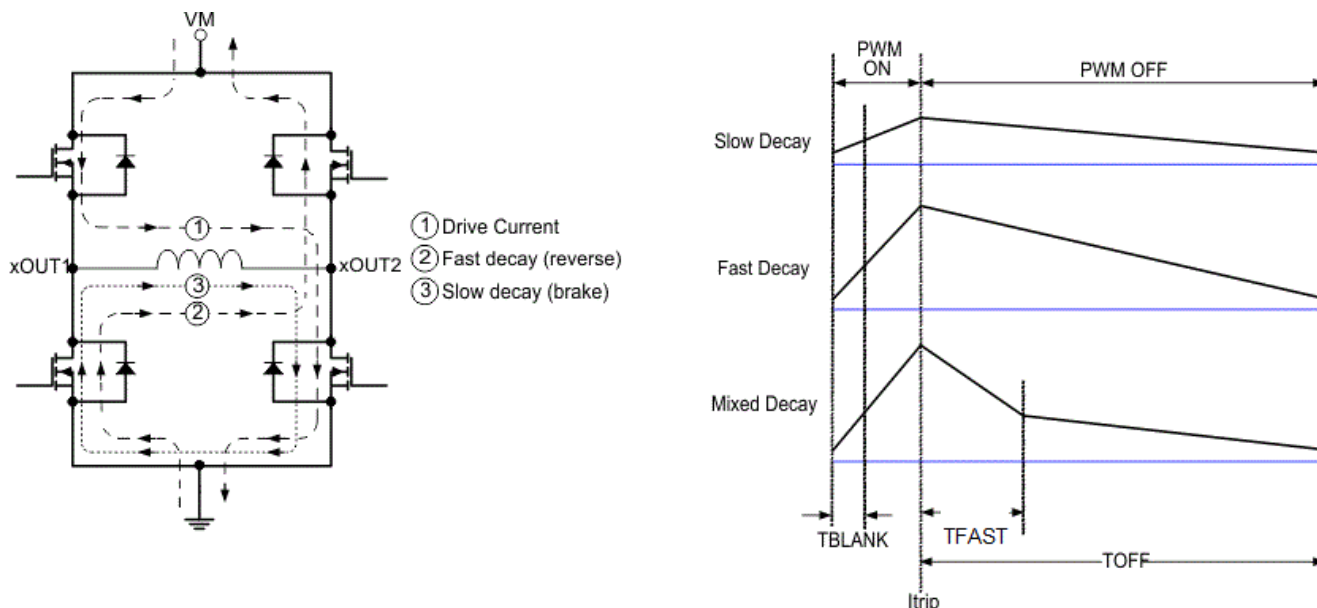 VM
xOUT1
xOUT2
1
3
2
1 Drive Current
2 Fast decay (reverse)
3 Slow decay (brake)
PWM
ON
PWM OFF
Slow Decay
Fast Decay
Mixed Decay
TBLANK
TFAST
TOFF
Itrip